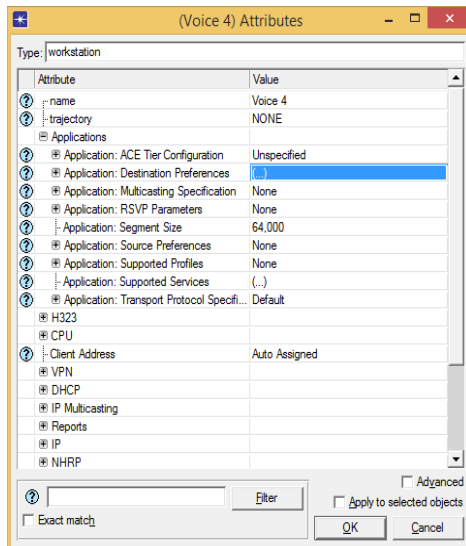 (Voice 4) Attributes
Type: workstation
Attribute Value
name Voice 4
trajectory NONE
Applications
Application: ACE Tier Configuration Unspecified
Application: Destination Preferences (...)
Application: Multicasting Specification None
Application: RSVP Parameters None
Application: Segment Size 64,000
Application: Source Preferences None
Application: Supported Profiles None
Application: Supported Services (...)
Application: Transport Protocol Specifi... Default
H323
CPU
Client Address Auto Assigned
VPN
DHCP
IP Multicasting
Reports
IP
NHRP
Advanced
Filter Apply to selected objects
Exact match
OK Cancel